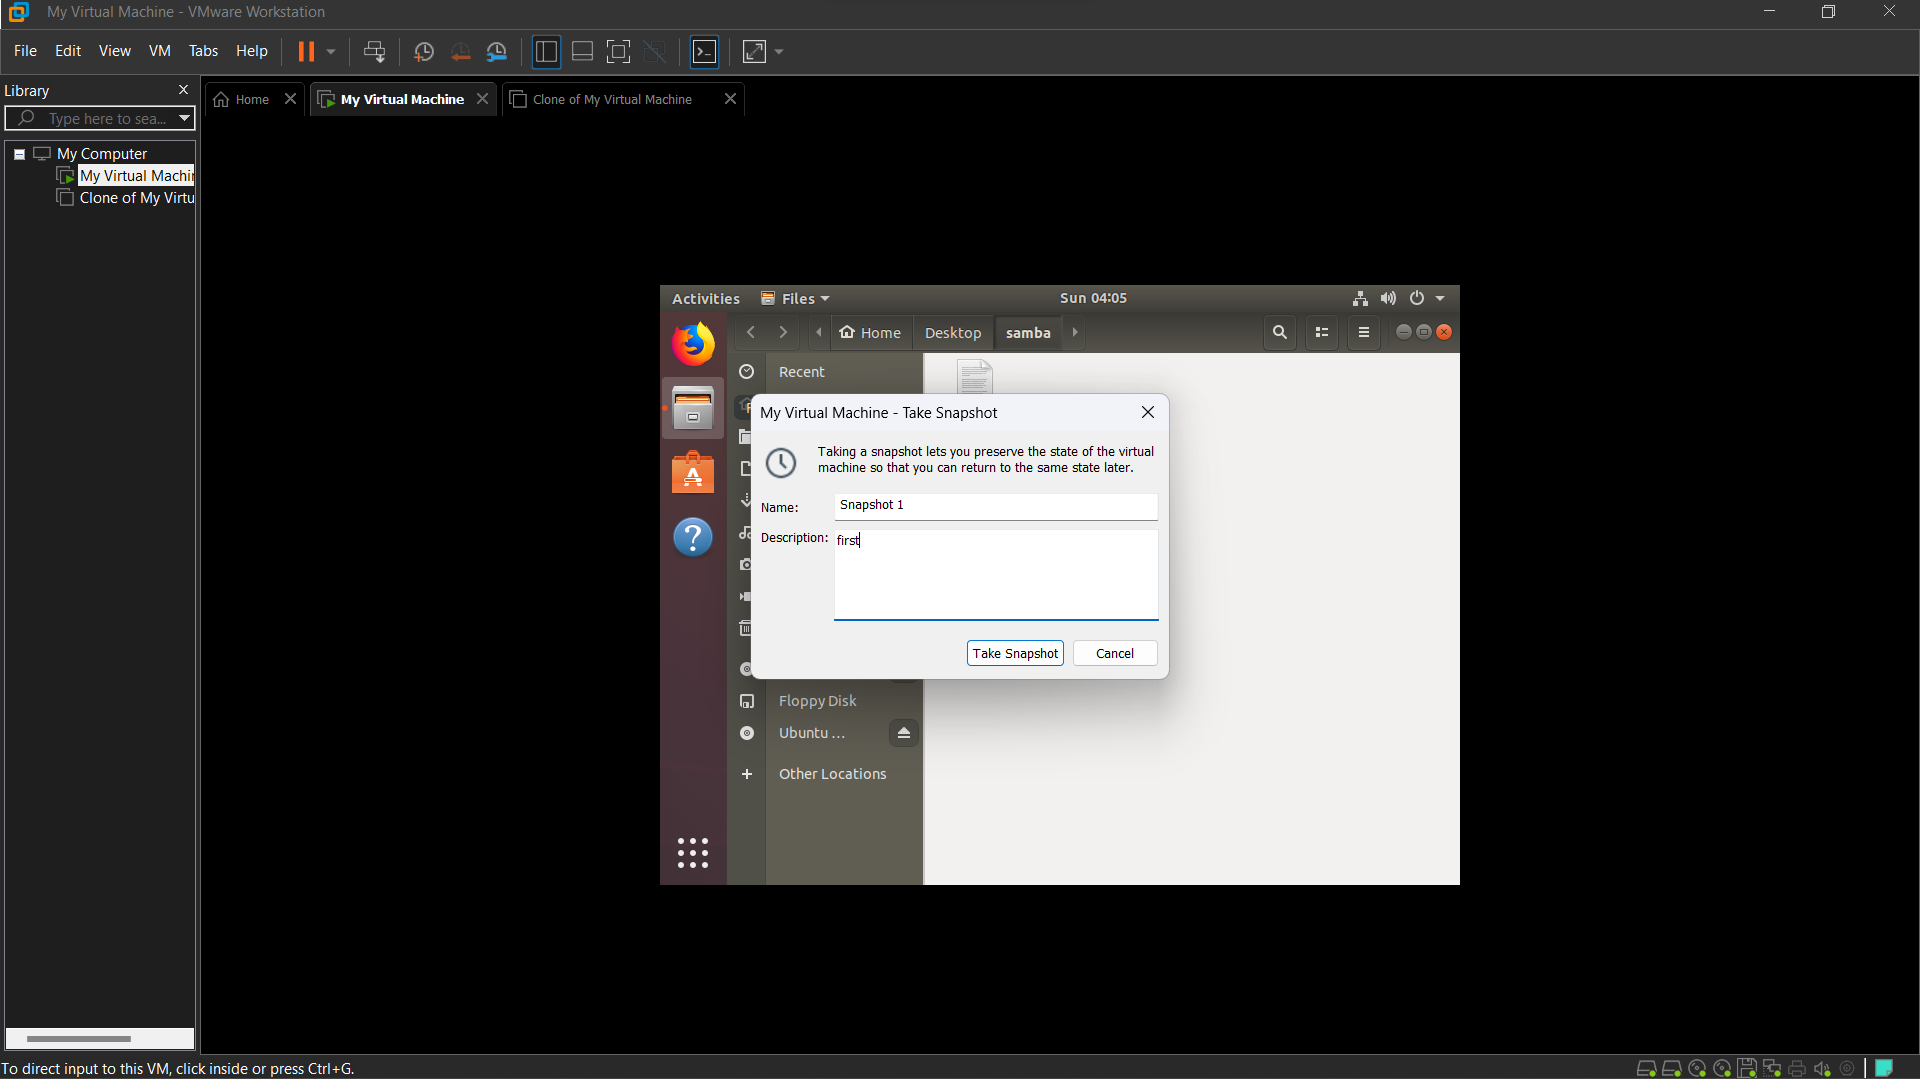 My Virtual Machine - VMware Workstation
File Edit View VM Tabs Help
Library
Home
My Virtual Machine
Clone of My Virtual Machine
Type here to sea...
My Computer
My Virtual Machin
Clone of My Virtu
Activities Files Sun 04:05
Home Desktop samba
Recent
My Virtual Machine - Take Snapshot
Taking a snapshot lets you preserve the state of the virtual
machine so that you can return to the same state later.
Name: Snapshot 1
Description: first
Take Snapshot Cancel
Floppy Disk
Ubuntu ...
Other Locations
To direct input to this VM, click inside or press Ctrl+G.